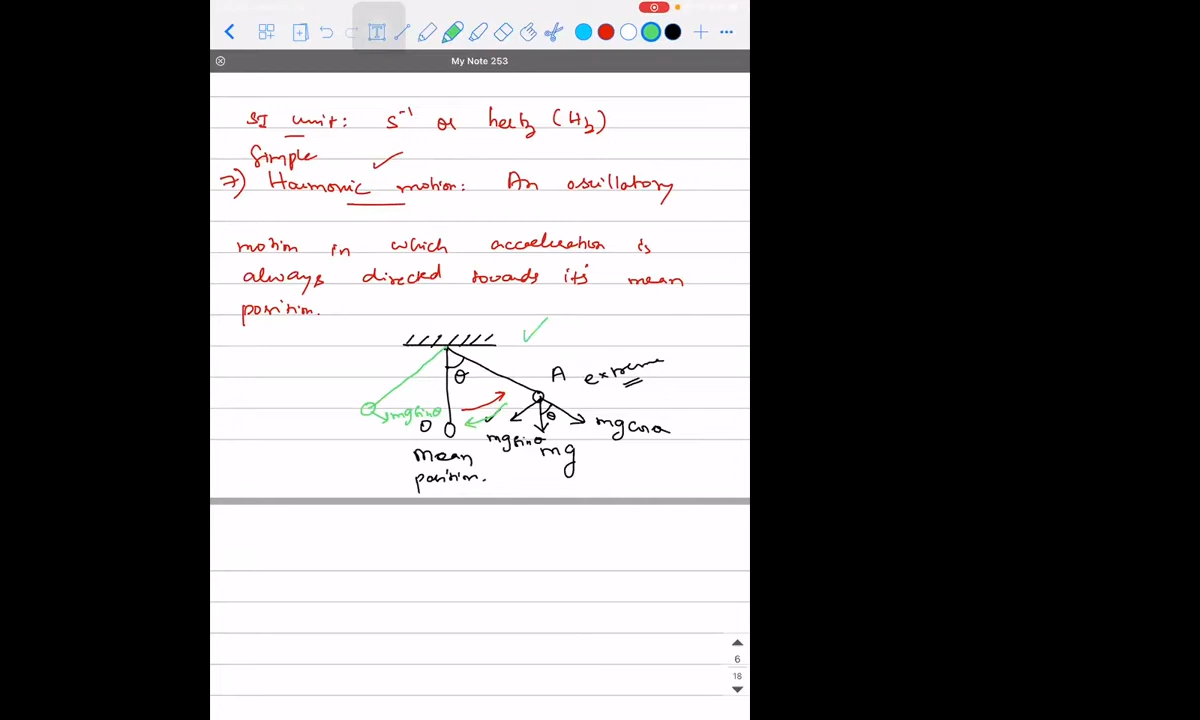 My Note 253
SI unit: s⁻¹ or hertz (Hz)
Simple
7) Harmonic motion: An oscillatory
motion in which acceleration is
always directed towards it's mean
position.
θ
A extreme
mg sinθ
O
θ
mg cosθ
mg sinθ
mg
mean
position.
6
18